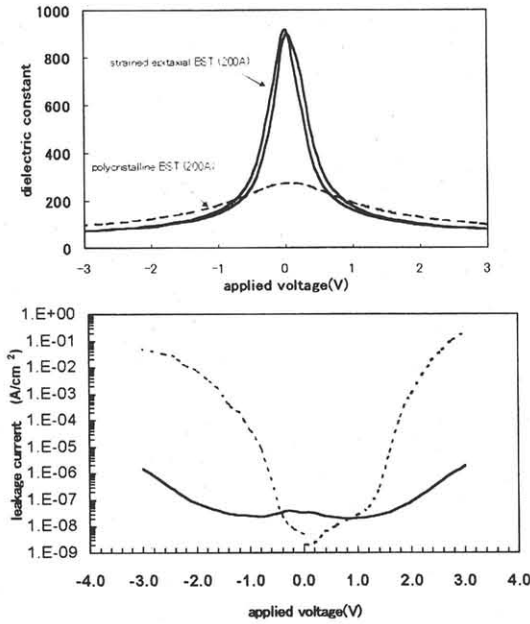 1000
800
600
400
200
0
dielectric constant
strained epitaxial BST (200A)
polycristalline BST (200A)
-3 -2 -1 0 1 2 3
applied voltage(V)
1.E+00
1.E-01
1.E-02
1.E-03
1.E-04
1.E-05
1.E-06
1.E-07
1.E-08
1.E-09
leakage current (A/cm²)
-4.0 -3.0 -2.0 -1.0 0.0 1.0 2.0 3.0 4.0
applied voltage(V)